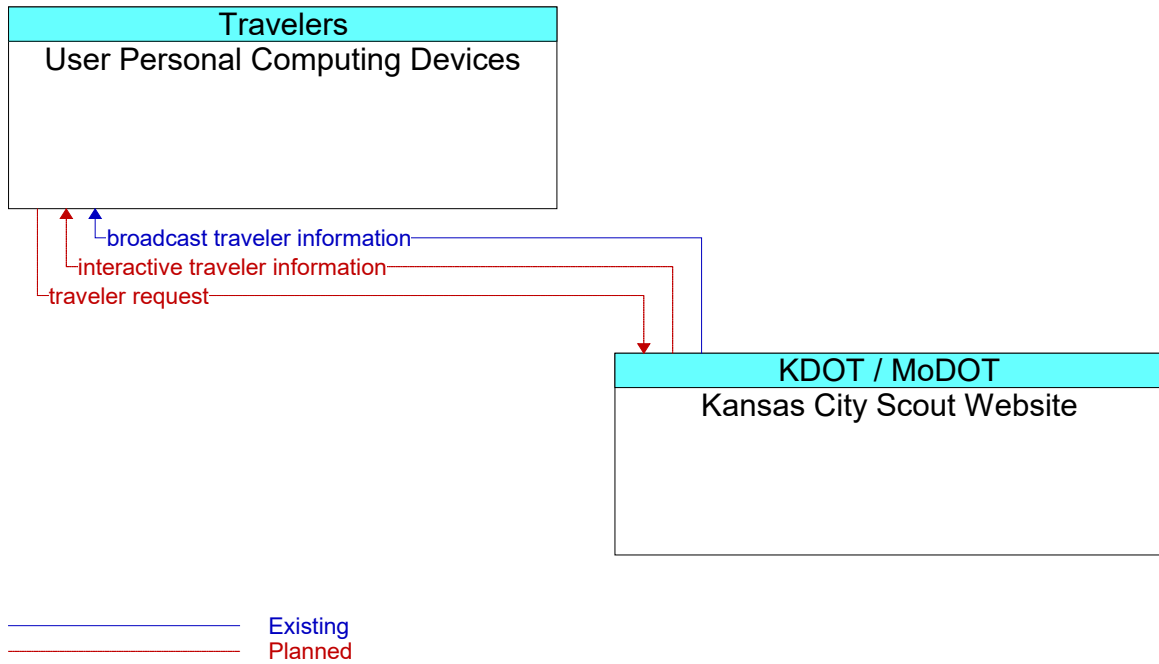 Travelers
User Personal Computing Devices
broadcast traveler information
interactive traveler information
traveler request
KDOT / MoDOT
Kansas City Scout Website
Existing
Planned